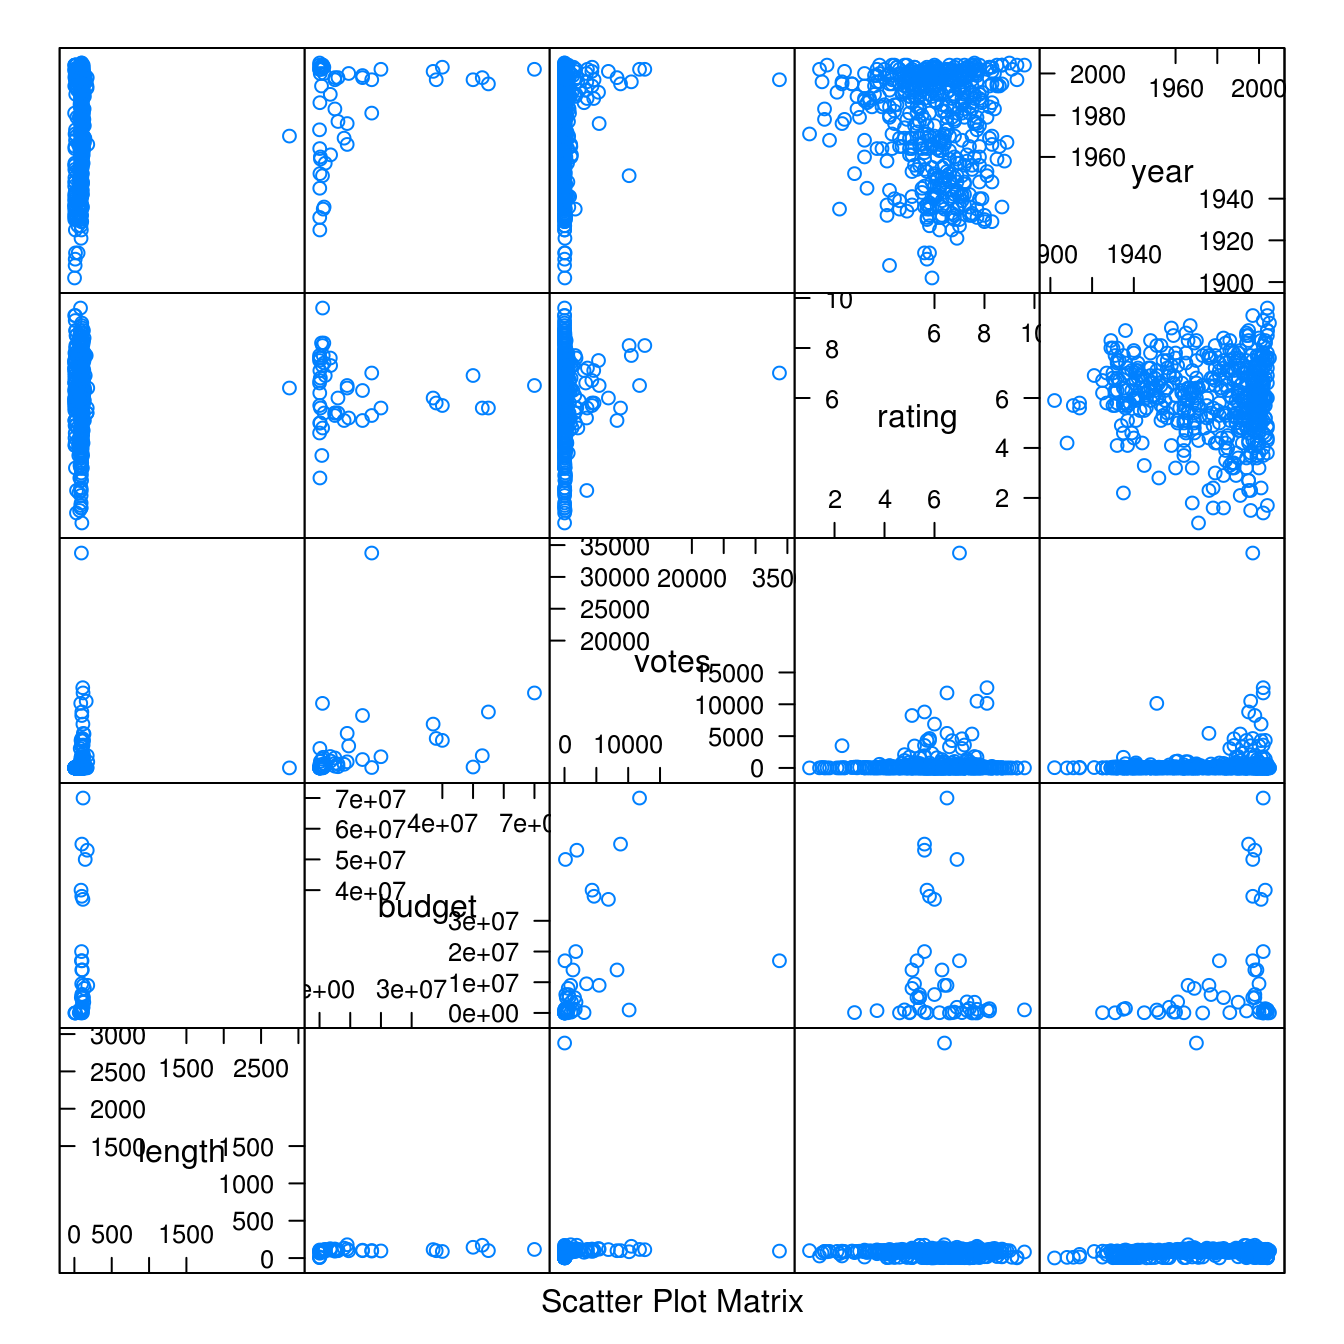 2000
1960 2000
1980
1960
year
1940
1920
900 1940
1900
10
6 8 10
8
6
rating
6
4
2 4 6
2
35000
30000 20000 350
25000
20000
votes
15000
10000
5000
0 10000
0
7e+07
6e+07 4e+07 7e+0
5e+07
4e+07
budget
3e+07
2e+07
e+00 3e+07 1e+07
0e+00
3000
2500 1500 2500
2000
1500 length 1500
1000
0 500 1500 500
0
Scatter Plot Matrix